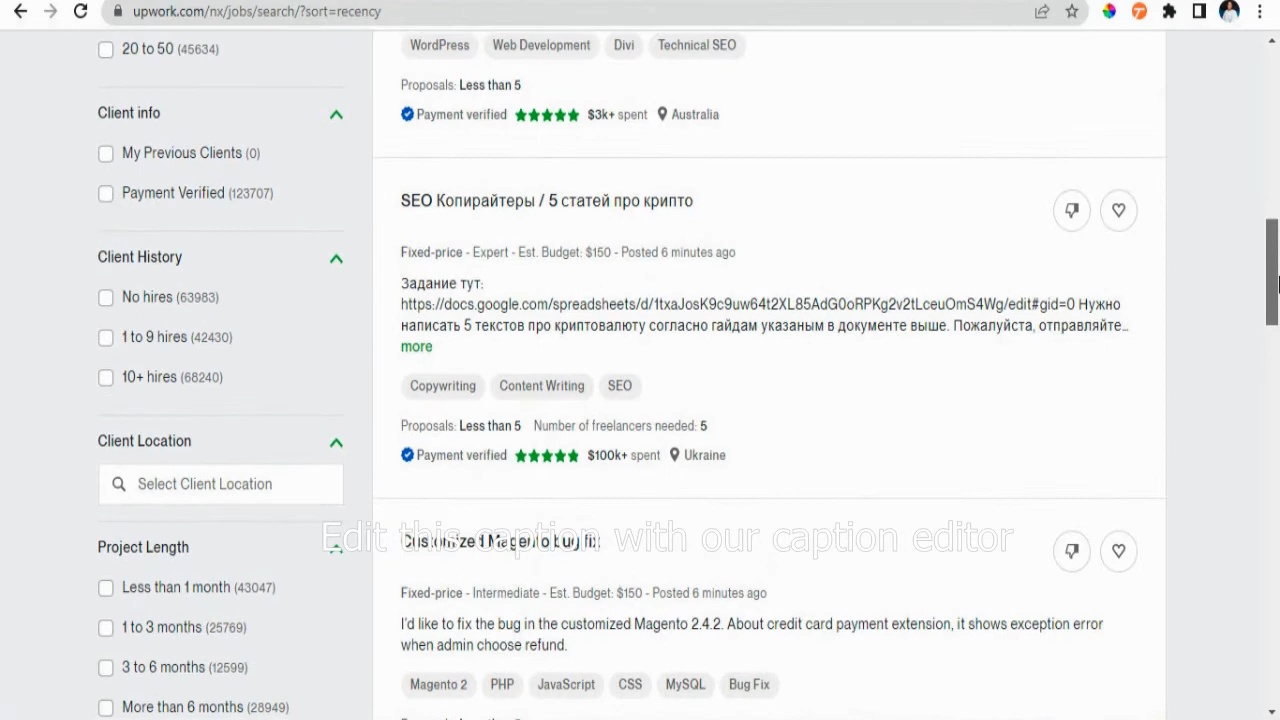 upwork.com/nx/jobs/search/?sort=recency
20 to 50 (45634)
Client info
My Previous Clients (0)
Payment Verified (123707)
Client History
No hires (63983)
1 to 9 hires (42430)
10+ hires (68240)
Client Location
Select Client Location
Project Length
Less than 1 month (43047)
1 to 3 months (25769)
3 to 6 months (12599)
More than 6 months (28949)
WordPress Web Development Divi Technical SEO
Proposals: Less than 5
Payment verified $3k+ spent Australia
SEO Копирайтеры / 5 статей про крипто
Fixed-price - Expert - Est. Budget: $150 - Posted 6 minutes ago
Задание тут:
https://docs.google.com/spreadsheets/d/1txaJosK9c9uw64t2XL85AdG0oRPKg2v2tLceuOmS4Wg/edit#gid=0 Нужно
написать 5 текстов про криптовалюту согласно гайдам указаным в документе выше. Пожалуйста, отправляйте…
more
Copywriting Content Writing SEO
Proposals: Less than 5 Number of freelancers needed: 5
Payment verified $100k+ spent Ukraine
Edit this caption with our caption editor
Customized Magento bug fix
Fixed-price - Intermediate - Est. Budget: $150 - Posted 6 minutes ago
I'd like to fix the bug in the customized Magento 2.4.2. About credit card payment extension, it shows exception error
when admin choose refund.
Magento 2 PHP JavaScript CSS MySQL Bug Fix